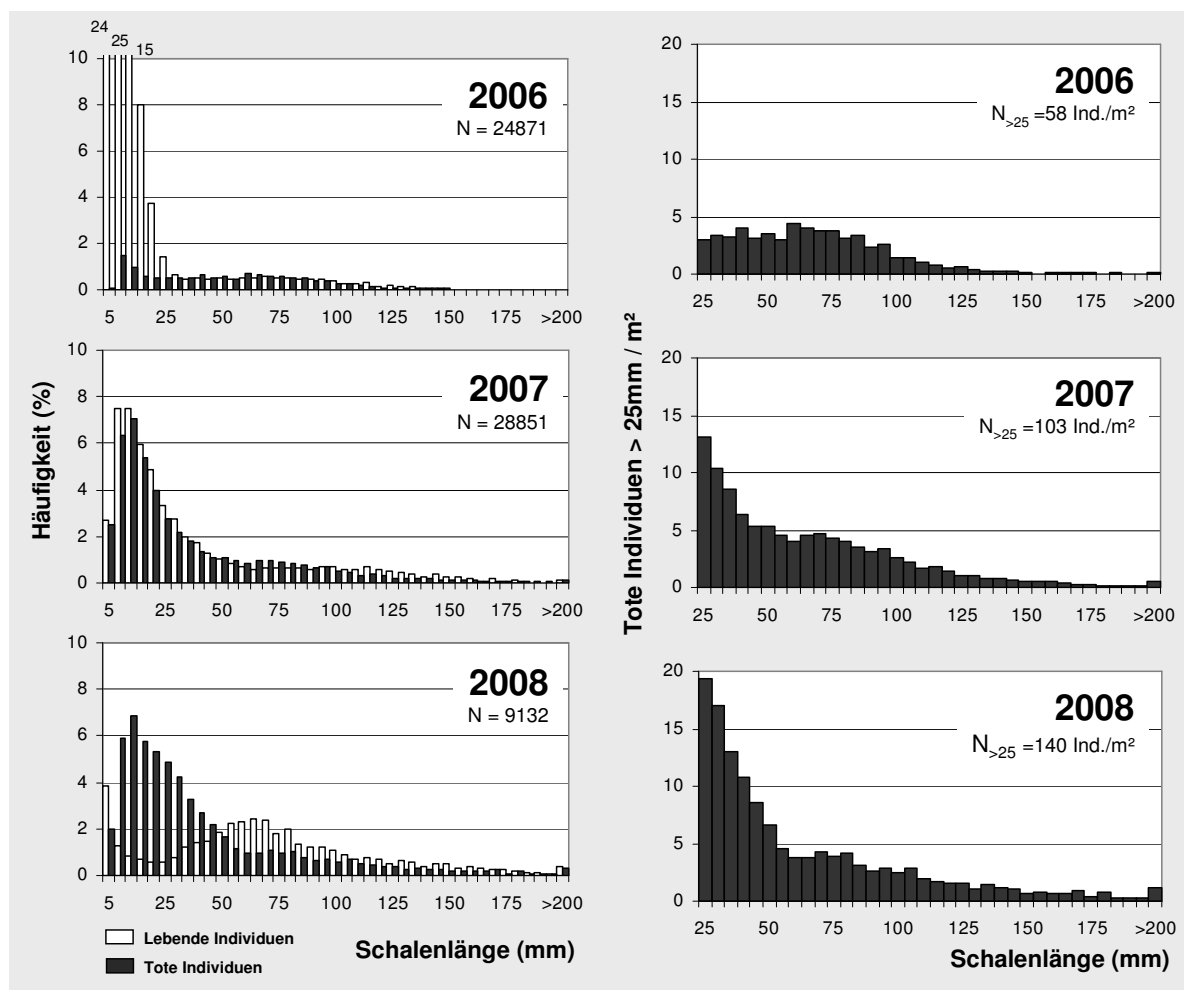 24
25
15
10
8
6
4
2
0
2006
N = 24871
5 25 50 75 100 125 150 175 >200
10
8
6
4
2
0
2007
N = 28851
5 25 50 75 100 125 150 175 >200
10
8
6
4
2
0
2008
N = 9132
5 25 50 75 100 125 150 175 >200
Häufigkeit (%)
Lebende Individuen
Tote Individuen
Schalenlänge (mm)
20
15
10
5
0
2006
N>25 =58 Ind./m²
25 50 75 100 125 150 175 >200
20
15
10
5
0
2007
N>25 =103 Ind./m²
25 50 75 100 125 150 175 >200
20
15
10
5
0
2008
N>25 =140 Ind./m²
25 50 75 100 125 150 175 >200
Tote Individuen > 25mm / m²
Schalenlänge (mm)